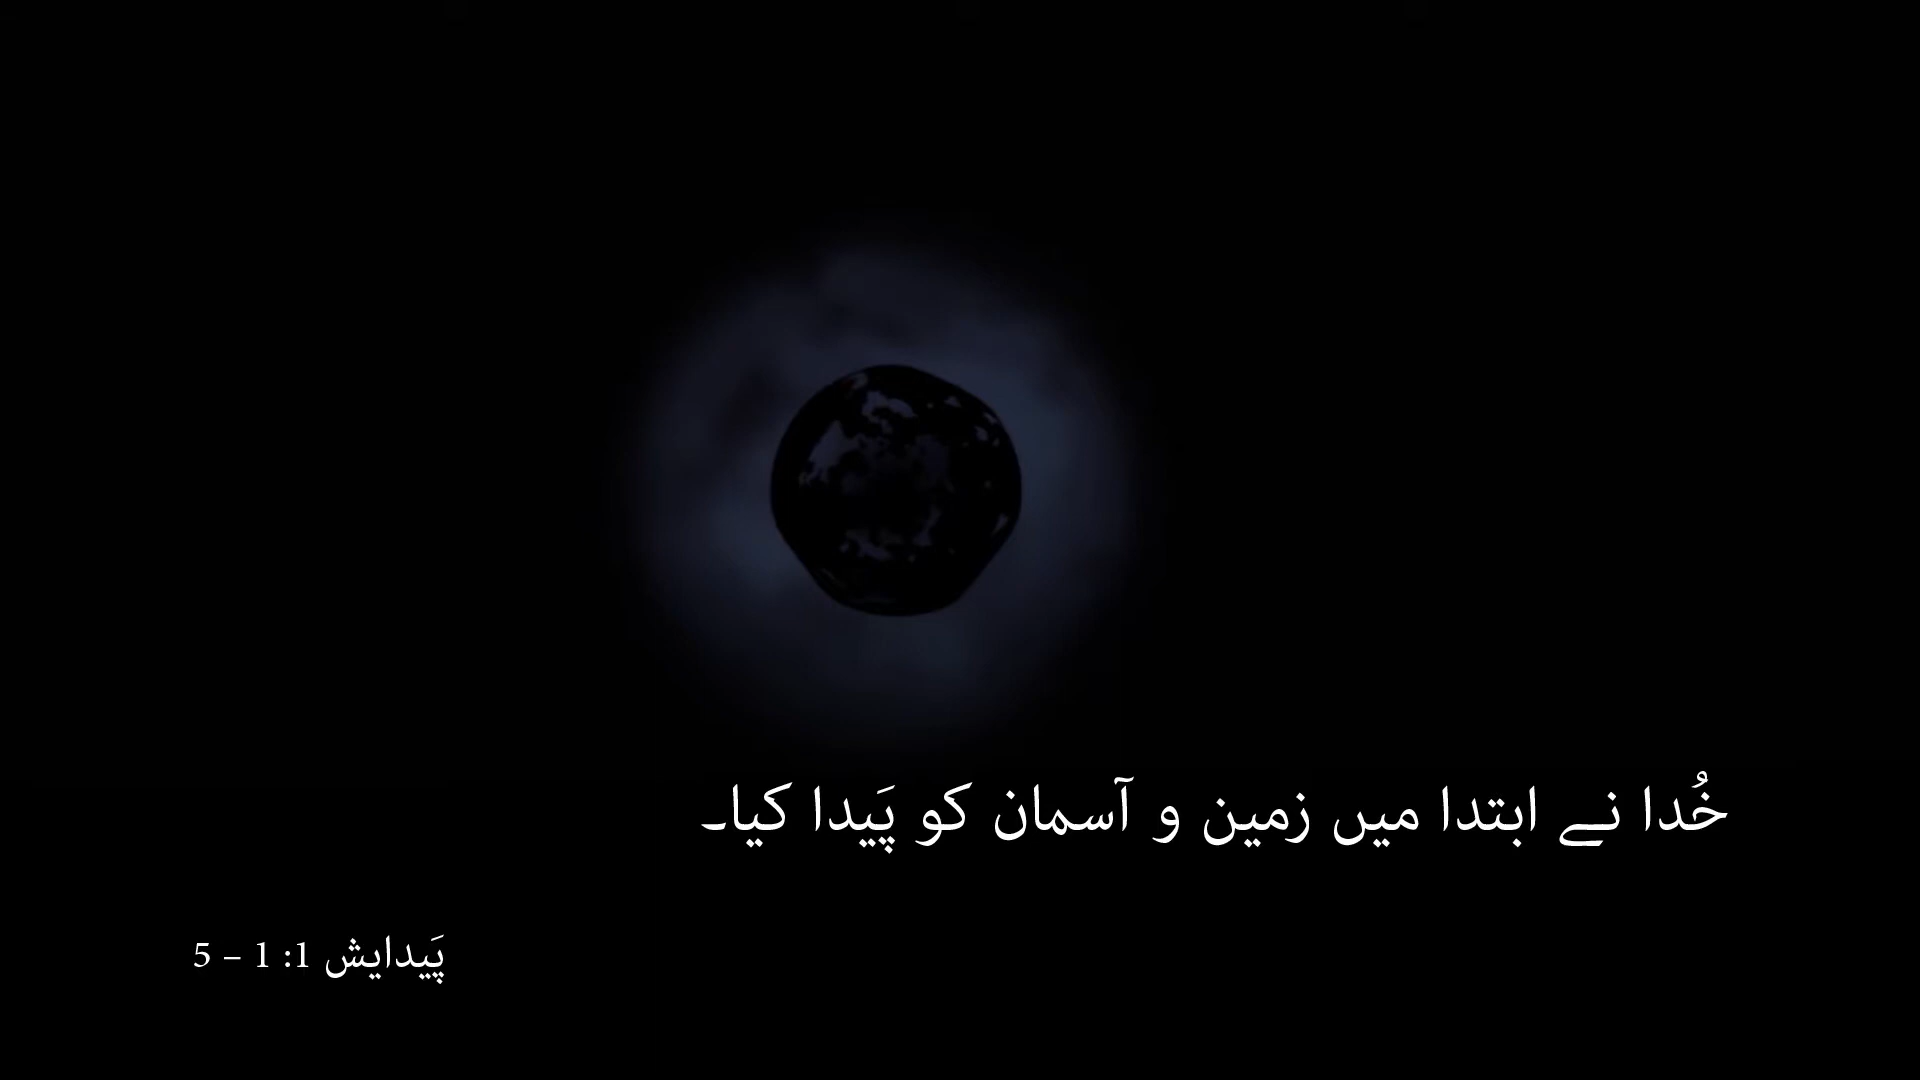 خُدا نے ابتدا میں زمین و آسمان کو پَیدا کیا۔
پَیدایش 1: 1 – 5